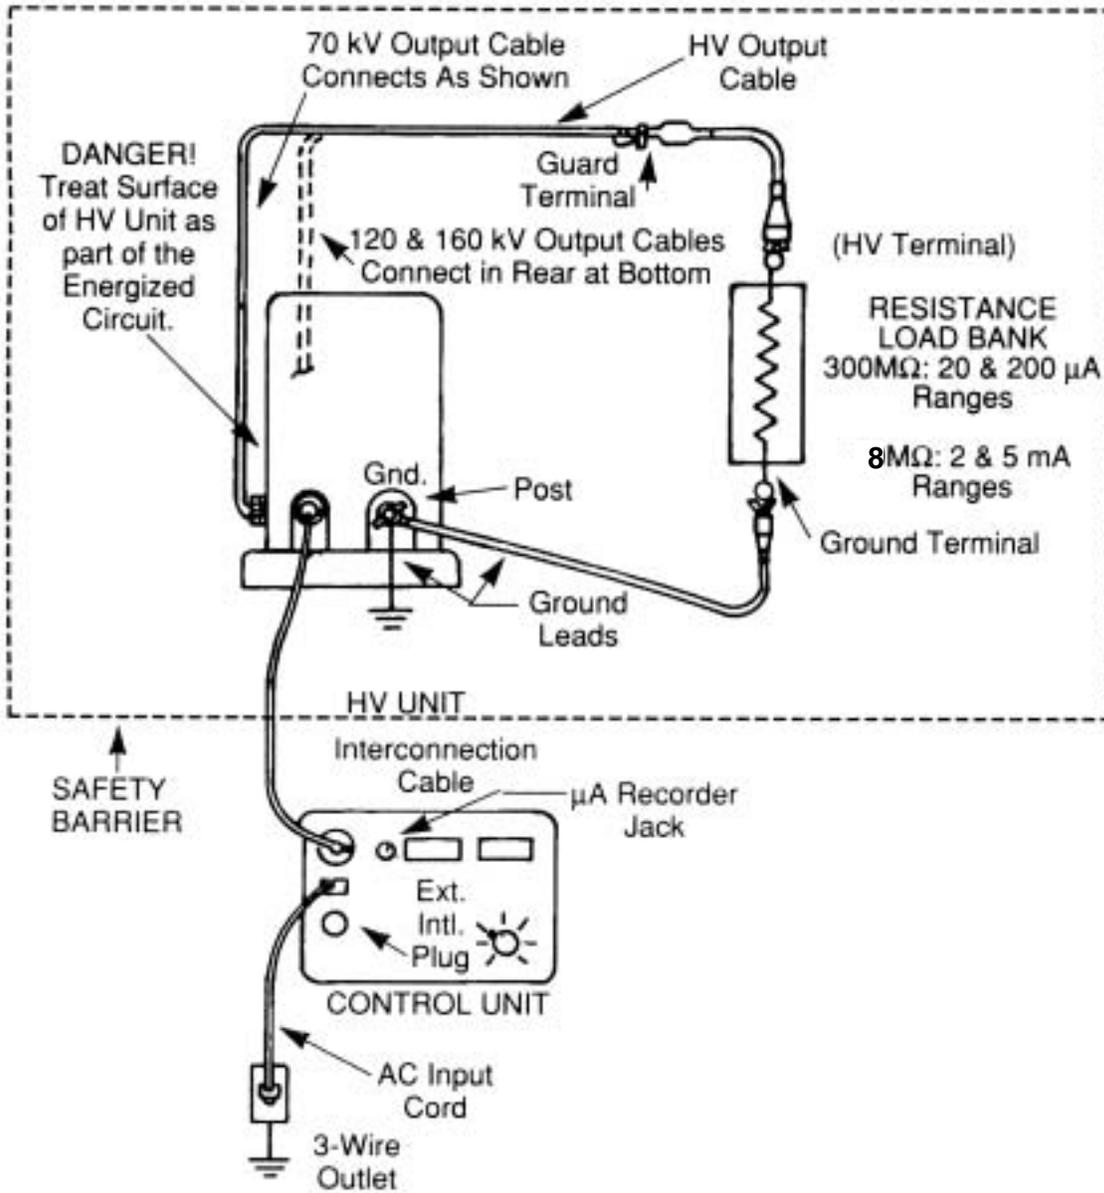 70 kV Output Cable
Connects As Shown
HV Output
Cable
DANGER!
Treat Surface
of HV Unit as
part of the
Energized
Circuit.
Guard
Terminal
120 & 160 kV Output Cables
Connect in Rear at Bottom
(HV Terminal)
RESISTANCE
LOAD BANK
300MΩ: 20 & 200 µA
Ranges
8MΩ: 2 & 5 mA
Ranges
Gnd.
Post
Ground Terminal
Ground
Leads
HV UNIT
SAFETY
BARRIER
Interconnection
Cable
µA Recorder
Jack
Ext.
Intl.
Plug
CONTROL UNIT
AC Input
Cord
3-Wire
Outlet